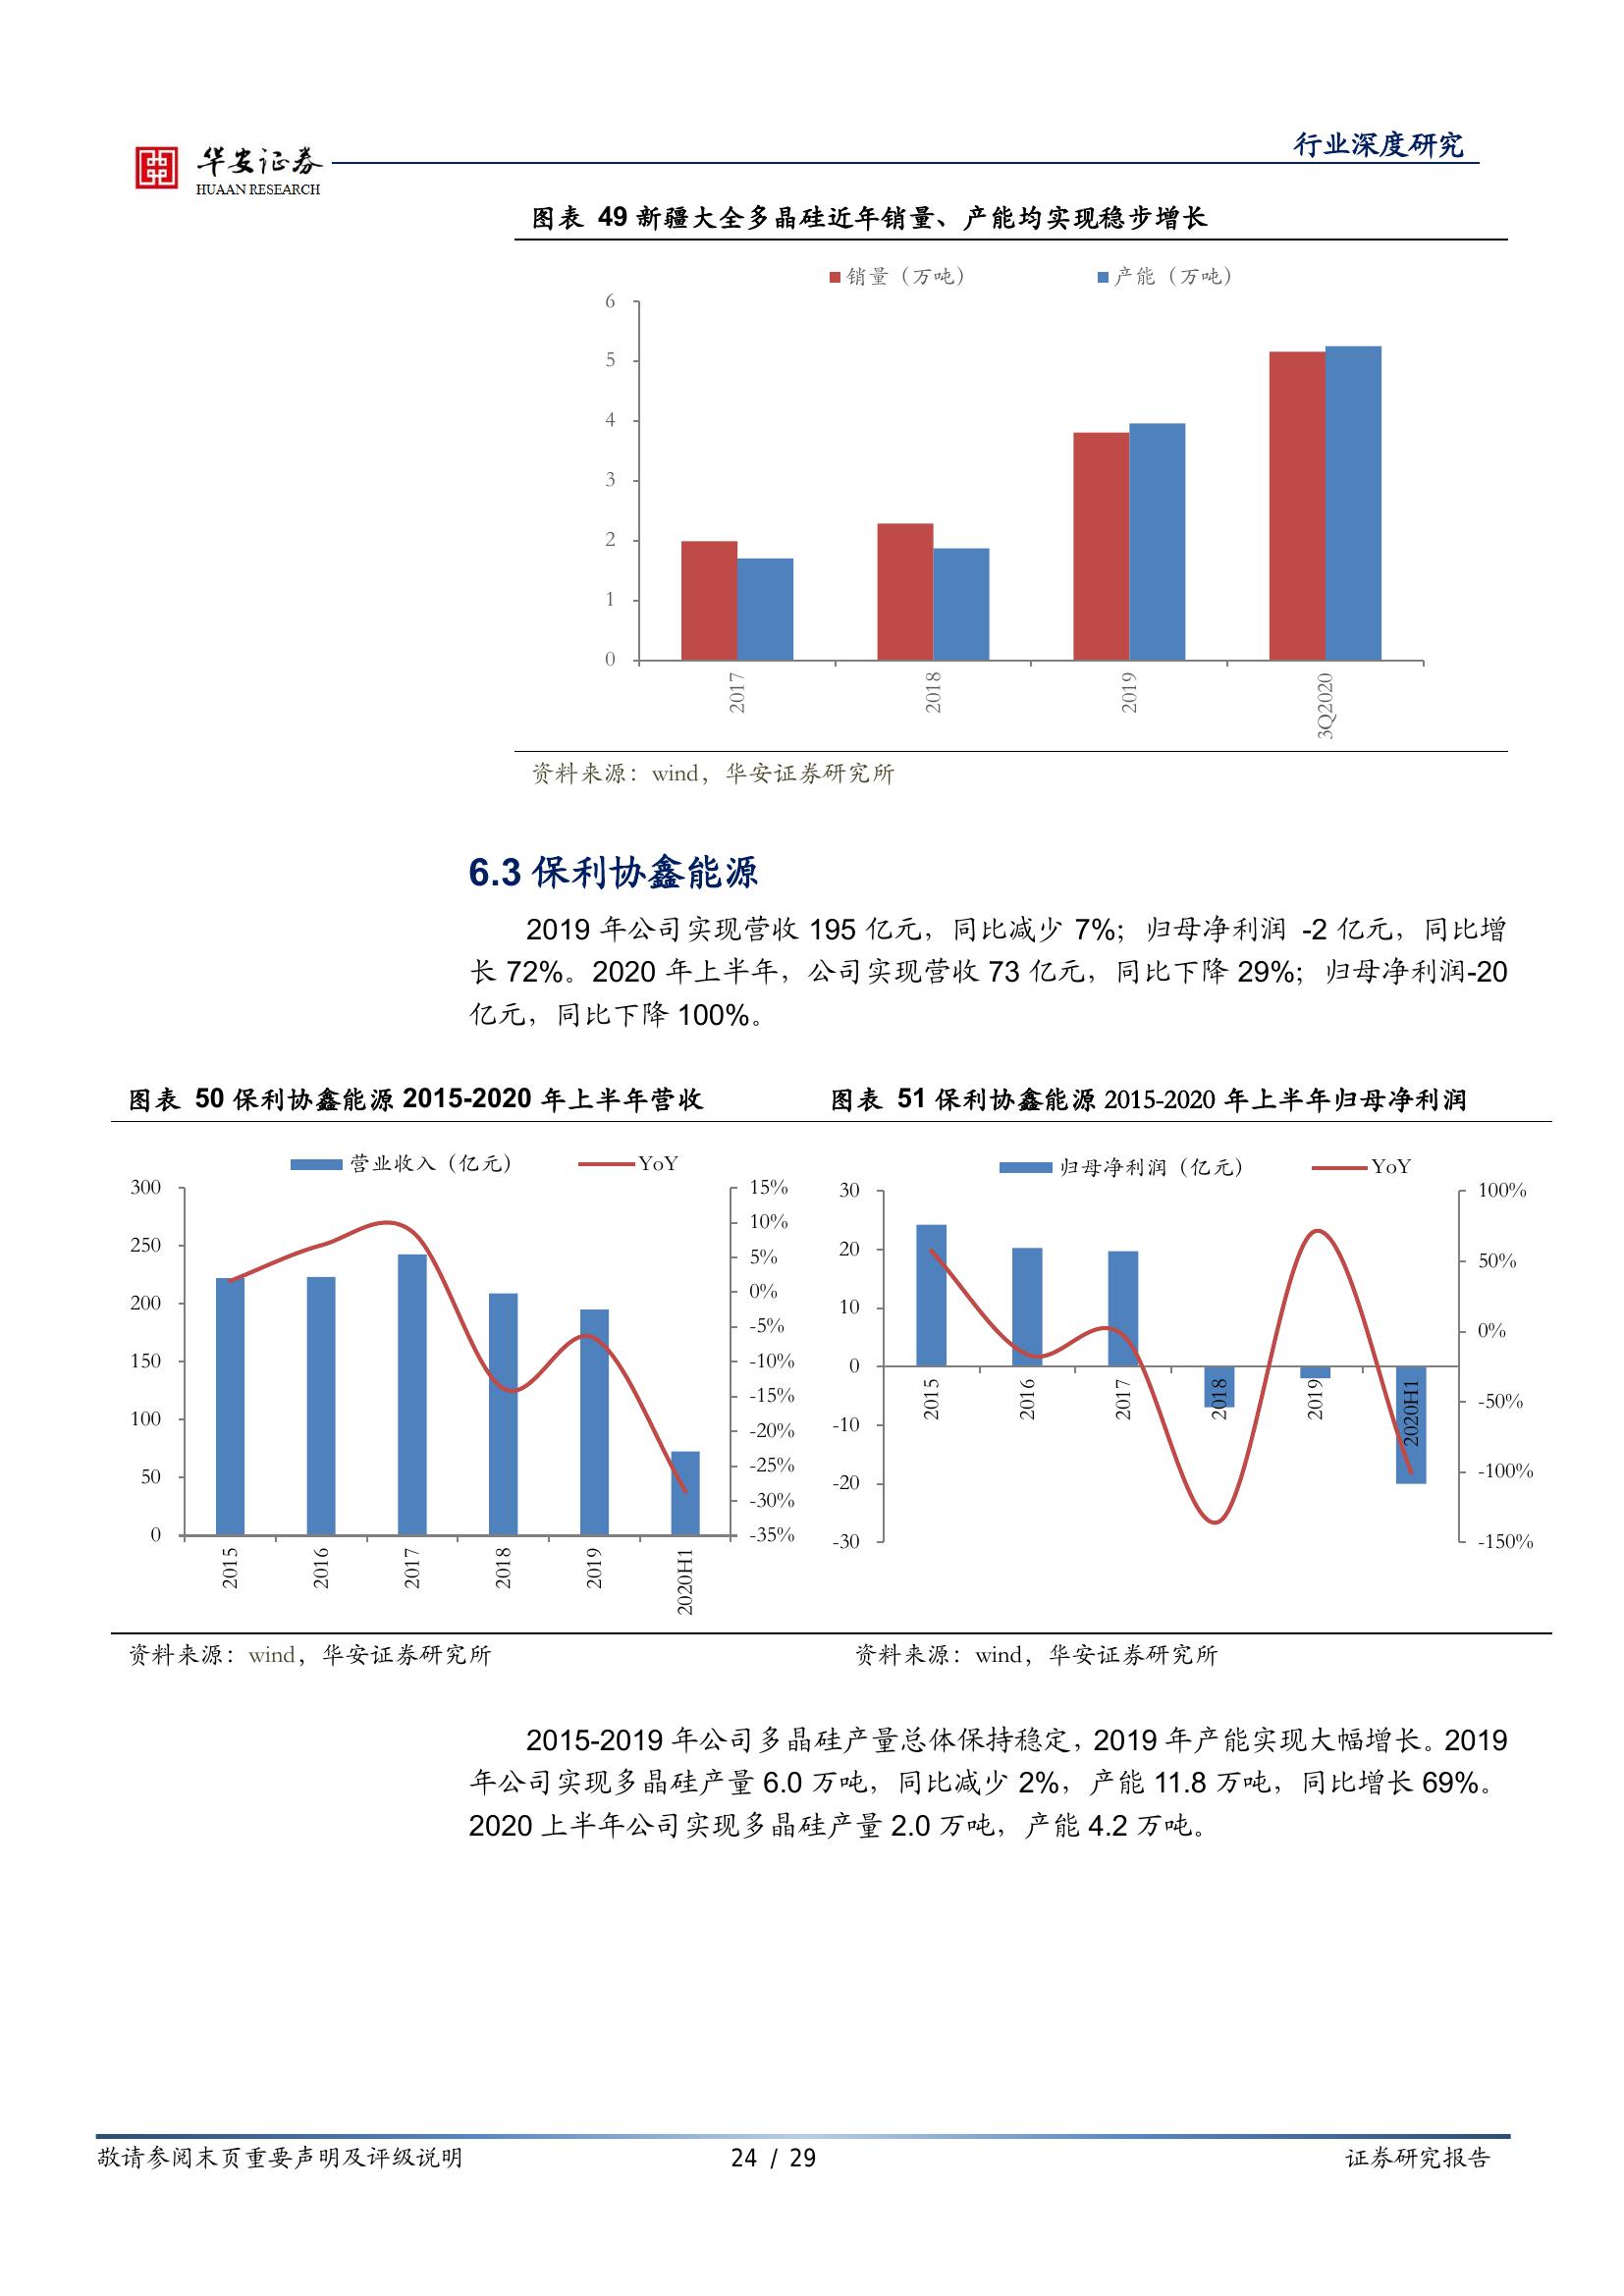 行业深度研究
华安证券
HUAAN RESEARCH
图表 49 新疆大全多晶硅近年销量、产能均实现稳步增长
销量（万吨）
产能（万吨）
6
5
4
3
2
1
0
2017
2018
2019
3Q2020
资料来源：wind，华安证券研究所
6.3 保利协鑫能源
2019 年公司实现营收 195 亿元，同比减少 7%；归母净利润 -2 亿元，同比增
长 72%。2020 年上半年，公司实现营收 73 亿元，同比下降 29%；归母净利润-20
亿元，同比下降 100%。
图表 50 保利协鑫能源 2015-2020 年上半年营收
营业收入（亿元）
YoY
300
250
200
150
100
50
0
15%
10%
5%
0%
-5%
-10%
-15%
-20%
-25%
-30%
-35%
2015
2016
2017
2018
2019
2020H1
资料来源：wind，华安证券研究所
图表 51 保利协鑫能源 2015-2020 年上半年归母净利润
归母净利润（亿元）
YoY
30
20
10
0
-10
-20
-30
100%
50%
0%
-50%
-100%
-150%
2015
2016
2017
2018
2019
2020H1
资料来源：wind，华安证券研究所
2015-2019 年公司多晶硅产量总体保持稳定，2019 年产能实现大幅增长。2019
年公司实现多晶硅产量 6.0 万吨，同比减少 2%，产能 11.8 万吨，同比增长 69%。
2020 上半年公司实现多晶硅产量 2.0 万吨，产能 4.2 万吨。
敬请参阅末页重要声明及评级说明
24 / 29
证券研究报告